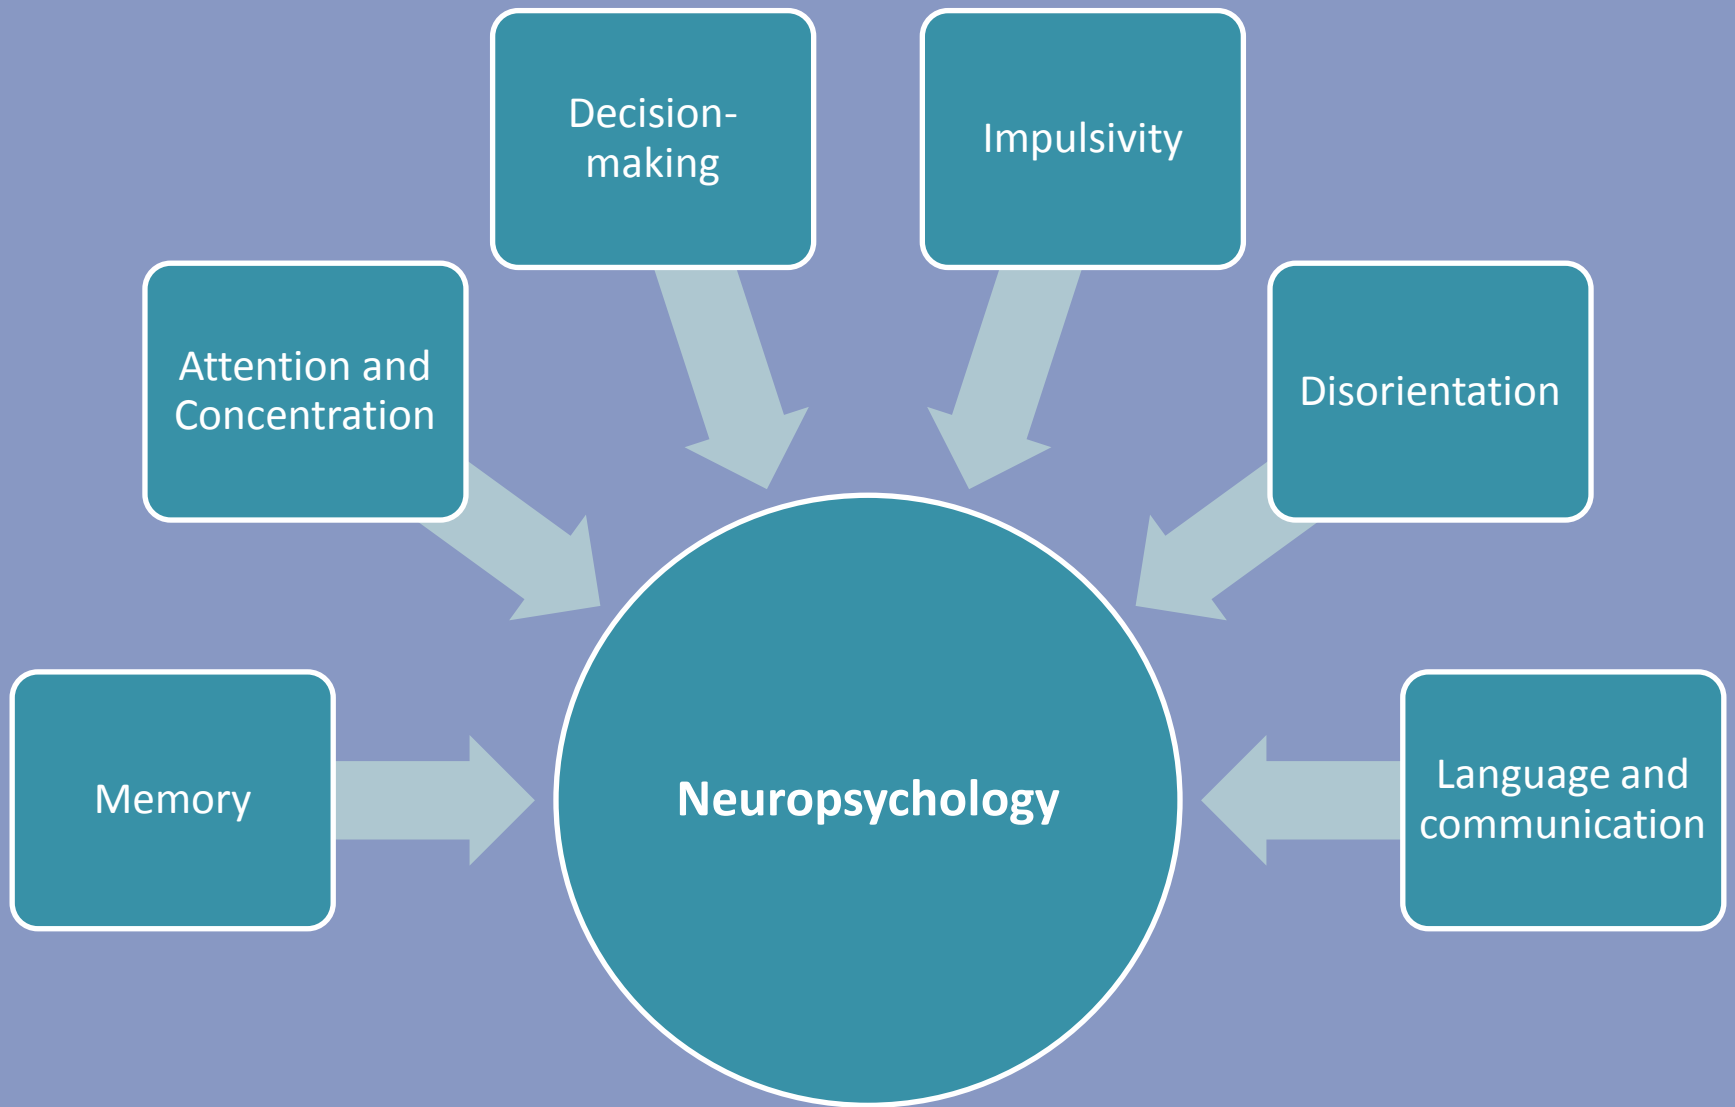 Decision-
making
Impulsivity
Attention and
Concentration
Disorientation
Memory
Neuropsychology
Language and
communication